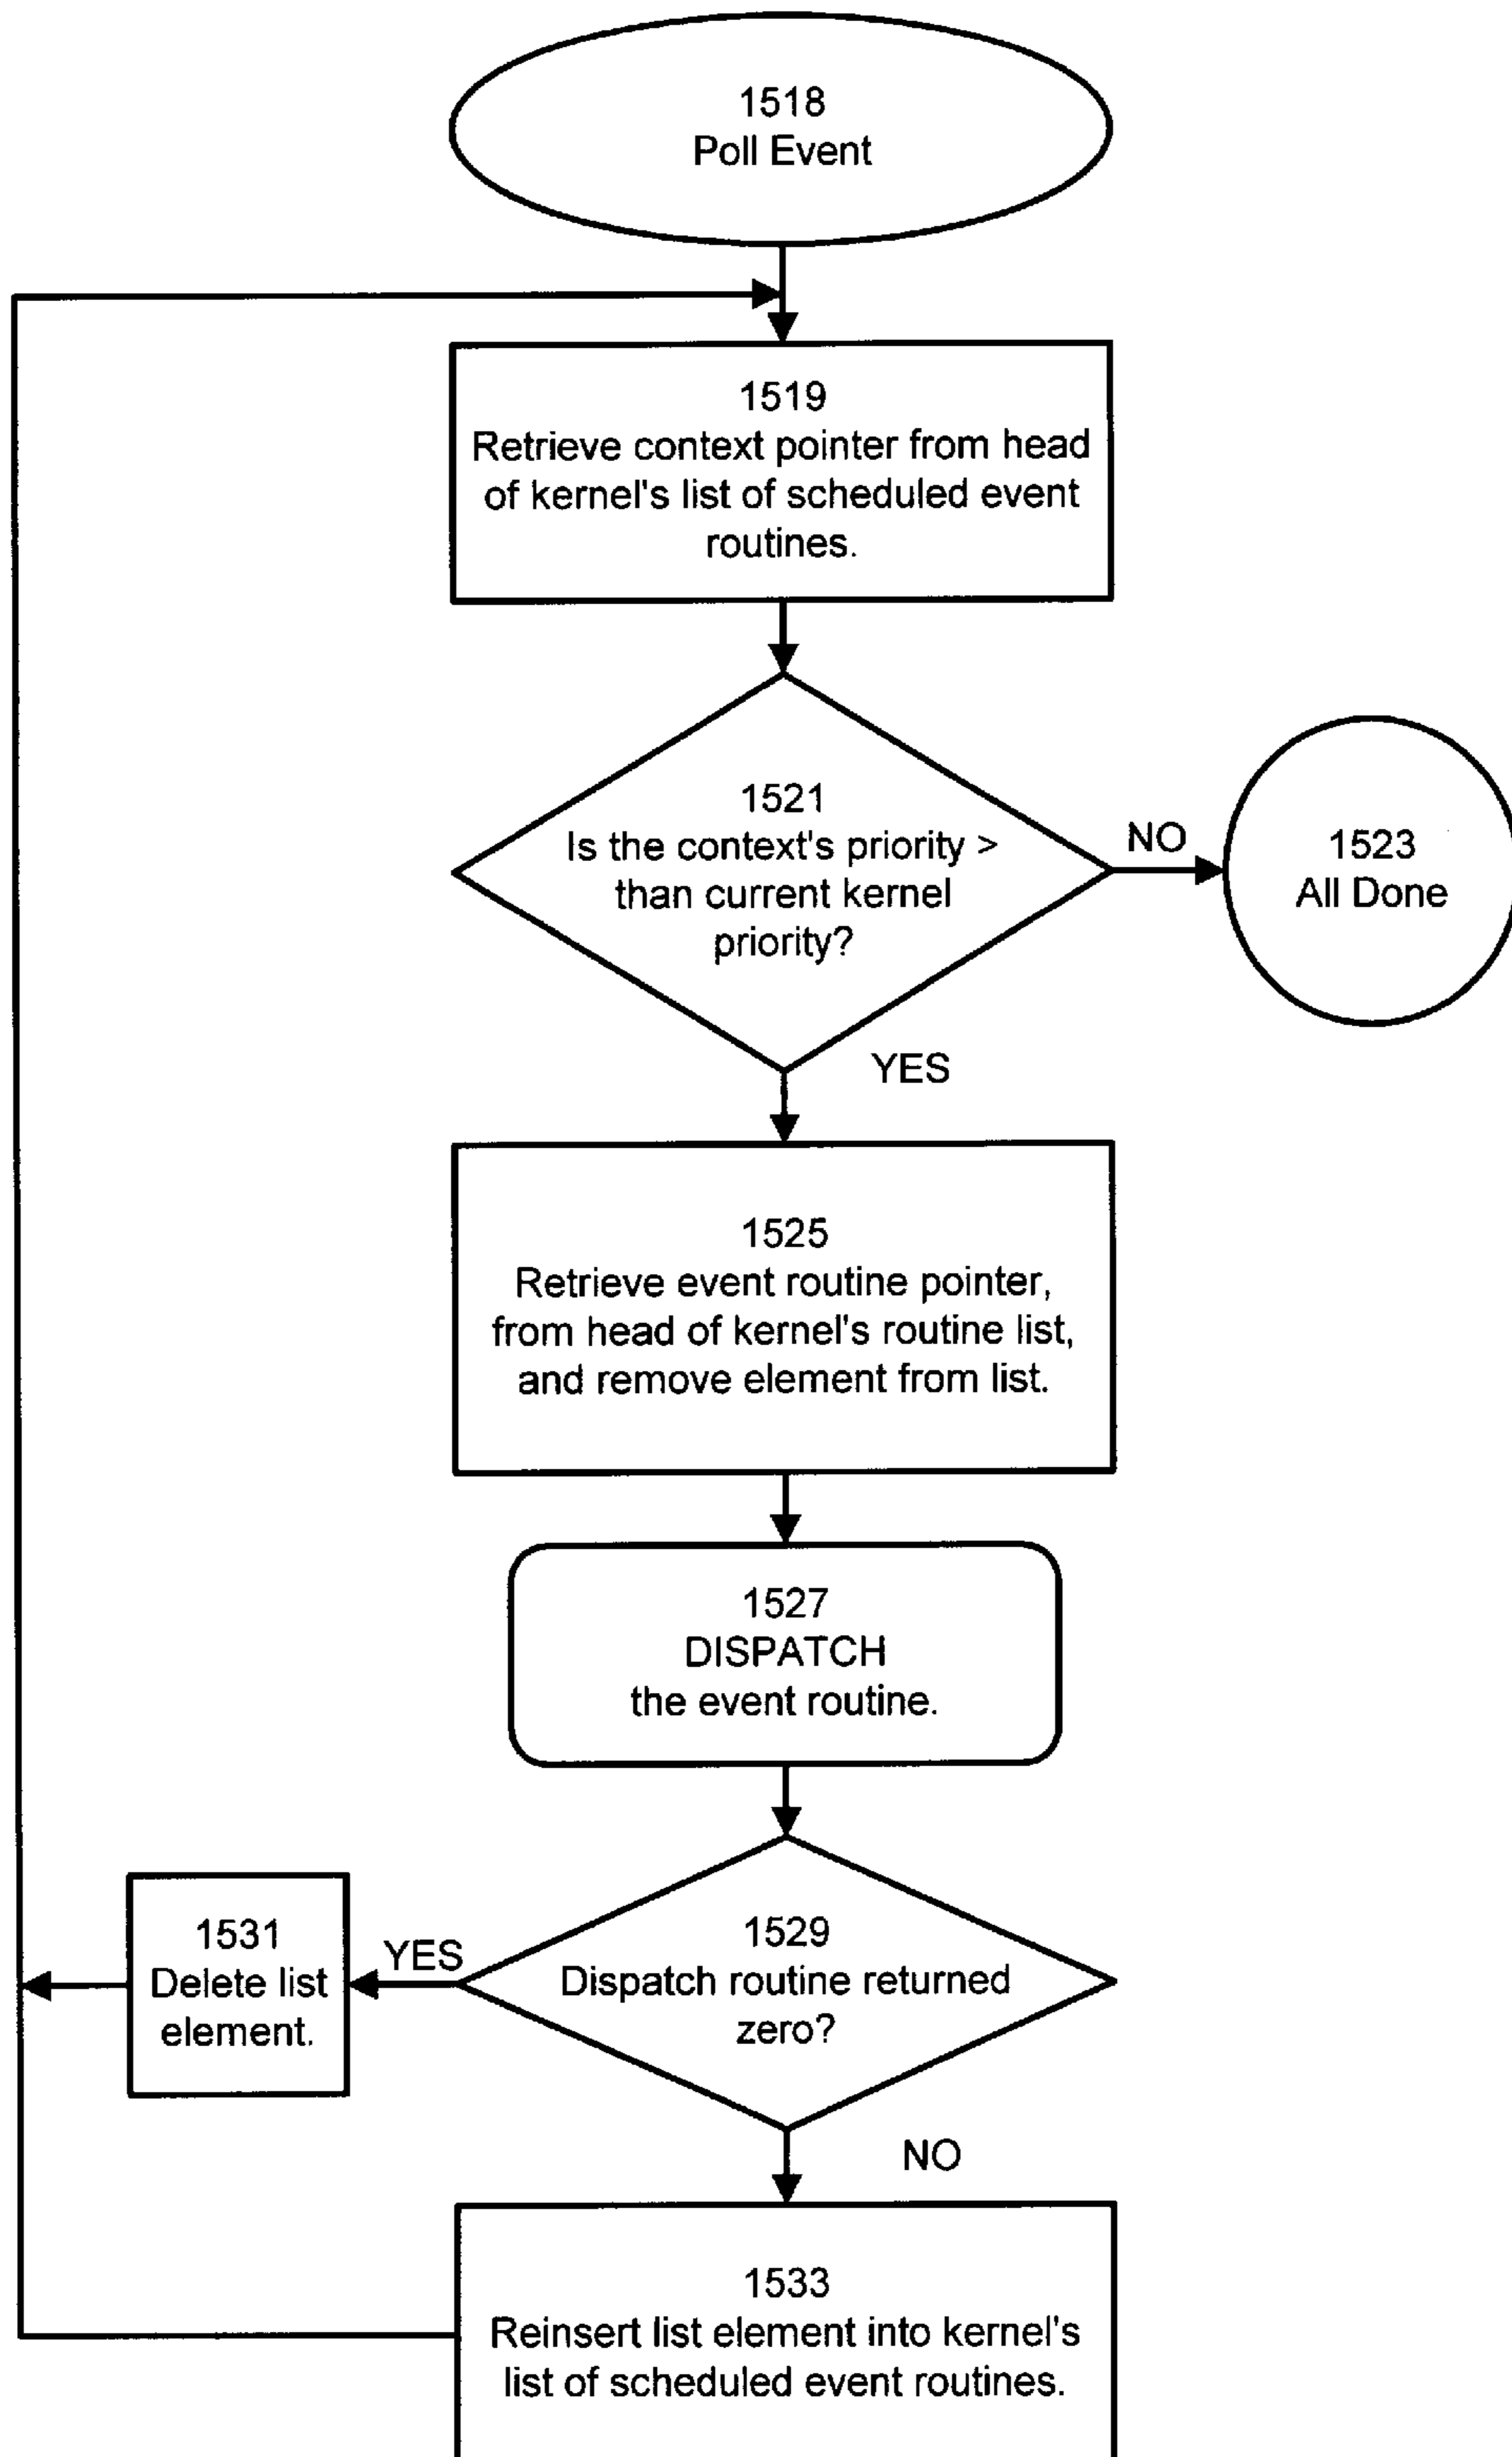 1518
Poll Event
1519
Retrieve context pointer from head
of kernel's list of scheduled event
routines.
1521
Is the context's priority >
than current kernel
priority?
NO
1523
All Done
YES
1525
Retrieve event routine pointer,
from head of kernel's routine list,
and remove element from list.
1527
DISPATCH
the event routine.
1529
Dispatch routine returned
zero?
YES
1531
Delete list
element.
NO
1533
Reinsert list element into kernel's
list of scheduled event routines.